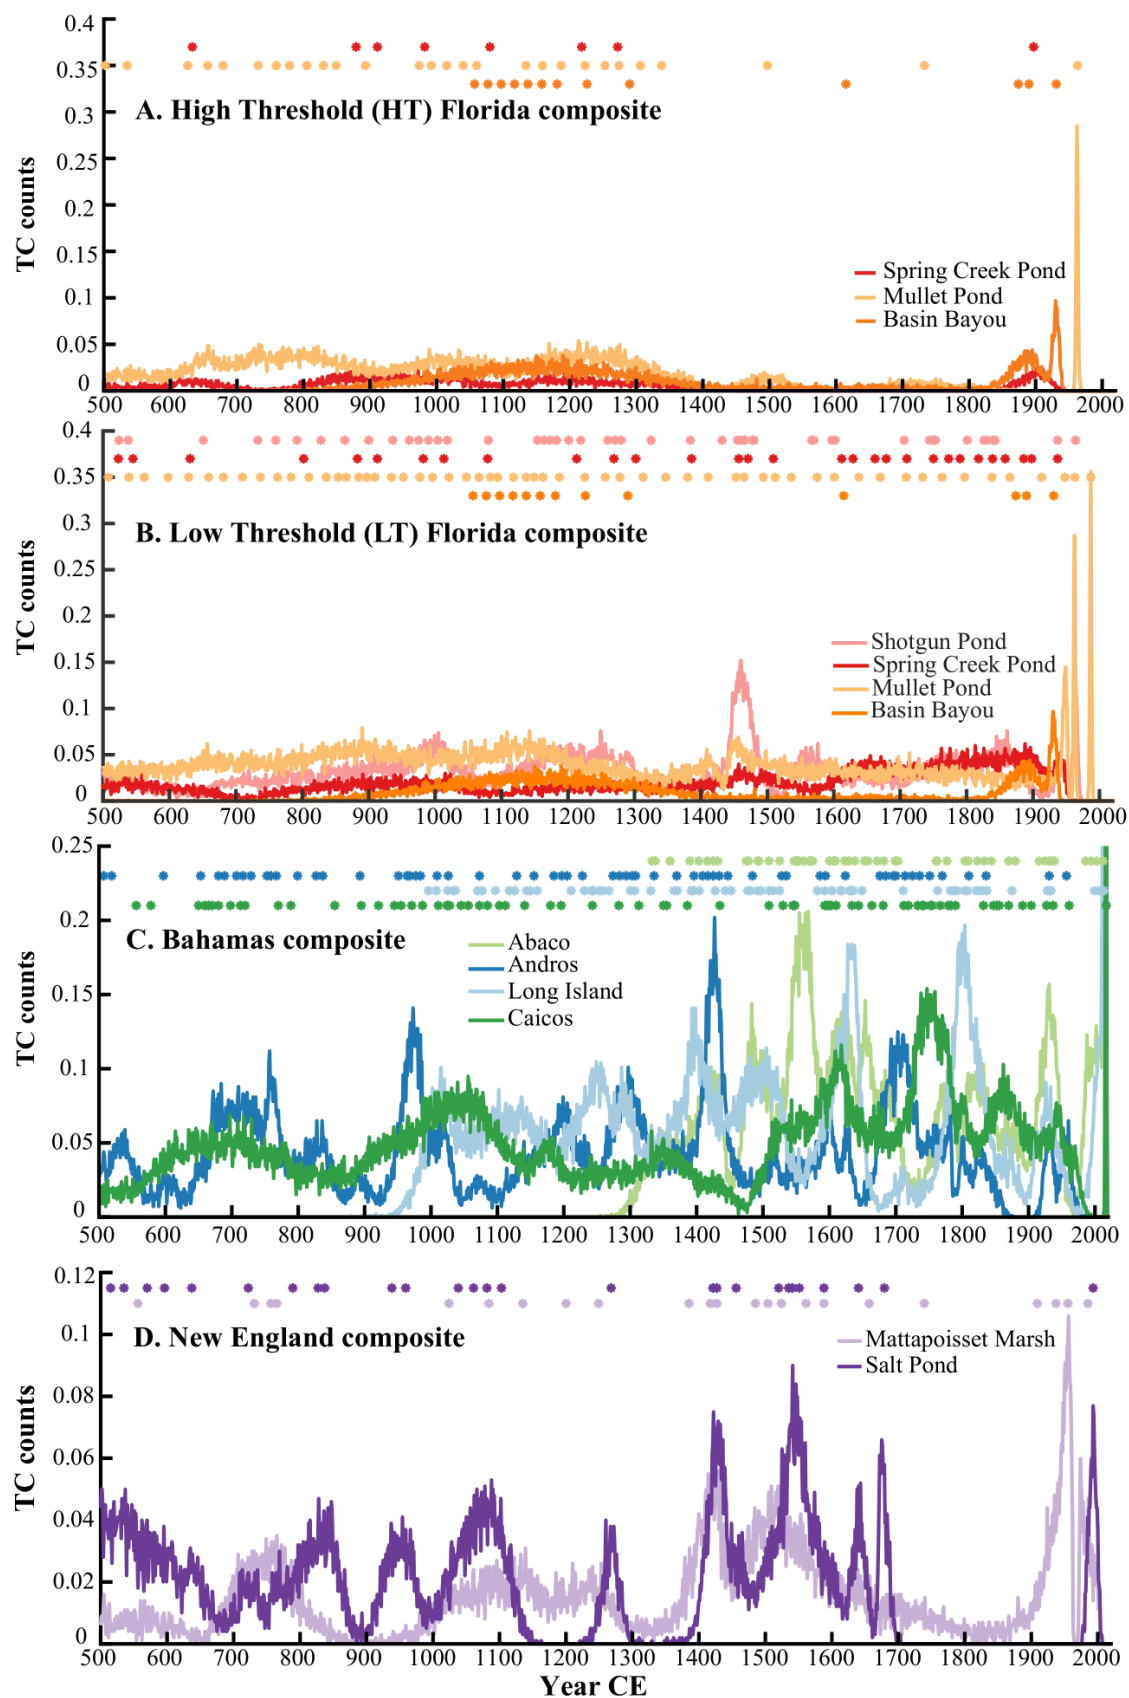 0.4
0.35
A. High Threshold (HT) Florida composite
0.3
0.25
0.2
0.15
0.1
0.05
0
TC counts
Spring Creek Pond
Mullet Pond
Basin Bayou
500 600 700 800 900 1000 1100 1200 1300 1400 1500 1600 1700 1800 1900 2000
0.4
0.35
B. Low Threshold (LT) Florida composite
0.3
0.25
0.2
0.15
0.1
0.05
0
TC counts
Shotgun Pond
Spring Creek Pond
Mullet Pond
Basin Bayou
500 600 700 800 900 1000 1100 1200 1300 1400 1500 1600 1700 1800 1900 2000
0.25
0.2
C. Bahamas composite
0.15
0.1
0.05
0
TC counts
Abaco
Andros
Long Island
Caicos
500 600 700 800 900 1000 1100 1200 1300 1400 1500 1600 1700 1800 1900 2000
0.12
D. New England composite
0.1
0.08
0.06
0.04
0.02
0
TC counts
Mattapoisset Marsh
Salt Pond
500 600 700 800 900 1000 1100 1200 1300 1400 1500 1600 1700 1800 1900 2000
Year CE